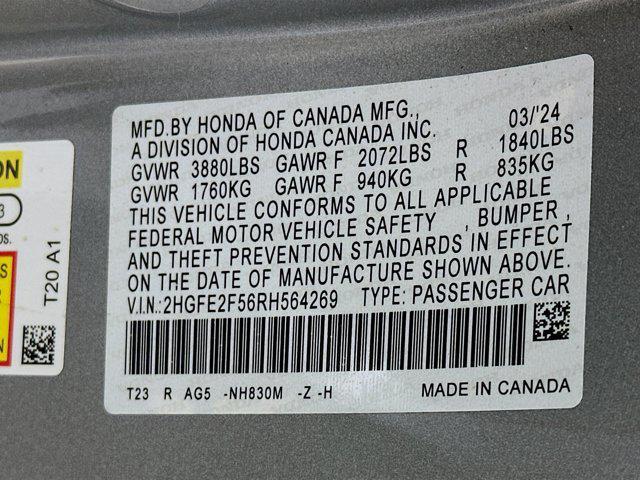 MFD.BY HONDA OF CANADA MFG., 03/'24
A DIVISION OF HONDA CANADA INC.
GVWR 3880LBS GAWR F 2072LBS R 1840LBS
GVWR 1760KG GAWR F 940KG R 835KG
THIS VEHICLE CONFORMS TO ALL APPLICABLE
FEDERAL MOTOR VEHICLE SAFETY , BUMPER ,
AND THEFT PREVENTION STANDARDS IN EFFECT
ON THE DATE OF MANUFACTURE SHOWN ABOVE.
V.I.N.:2HGFE2F56RH564269 TYPE: PASSENGER CAR
T23 R AG5 -NH830M -Z -H MADE IN CANADA
T20 A1